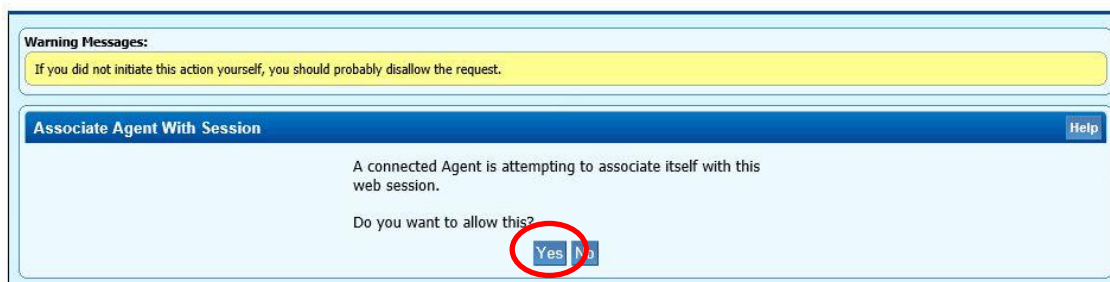 Warning Messages:
If you did not initiate this action yourself, you should probably disallow the request.
Associate Agent With Session Help
A connected Agent is attempting to associate itself with this
web session.
Do you want to allow this?
Yes No